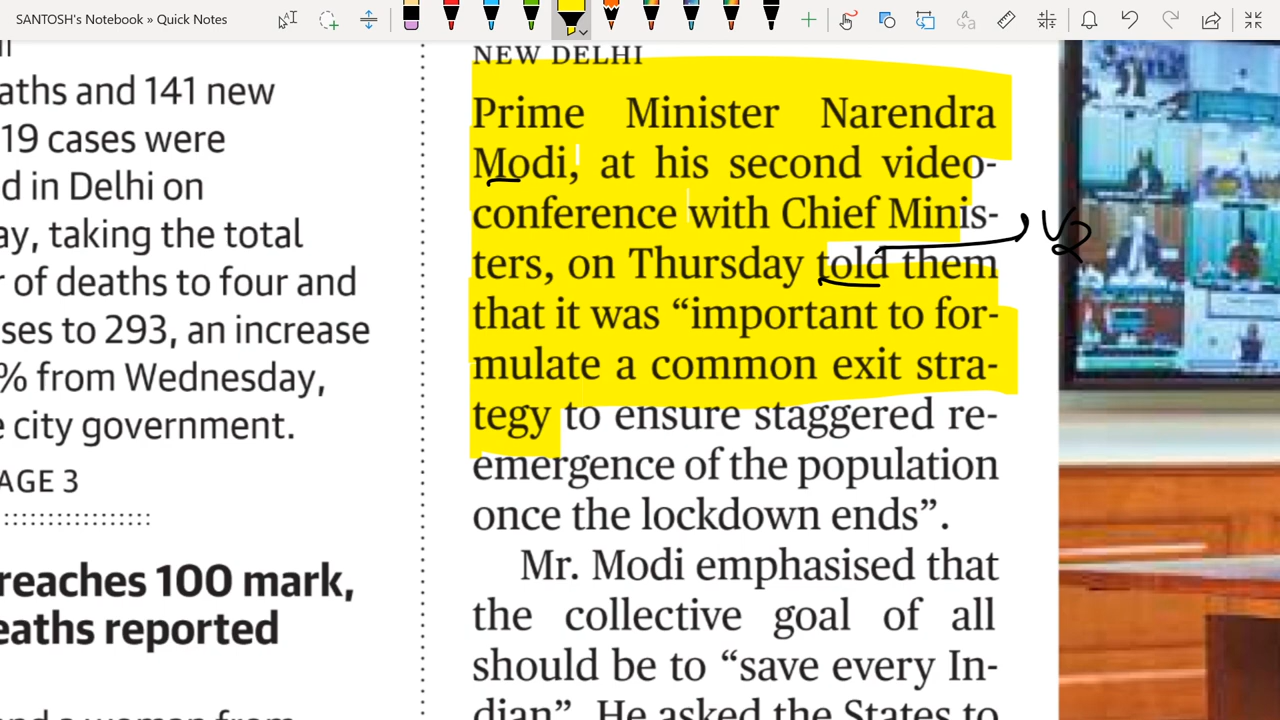 SANTOSH's Notebook » Quick Notes
aths and 141 new
19 cases were
d in Delhi on
ay, taking the total
r of deaths to four and
ses to 293, an increase
% from Wednesday,
e city government.
AGE 3
reaches 100 mark,
eaths reported
NEW DELHI
Prime Minister Narendra
Modi, at his second video-
conference with Chief Minis-
ters, on Thursday told them
that it was “important to for-
mulate a common exit stra-
tegy to ensure staggered re-
emergence of the population
once the lockdown ends”.
Mr. Modi emphasised that
the collective goal of all
should be to “save every In-
dian”. He asked the States to
V2